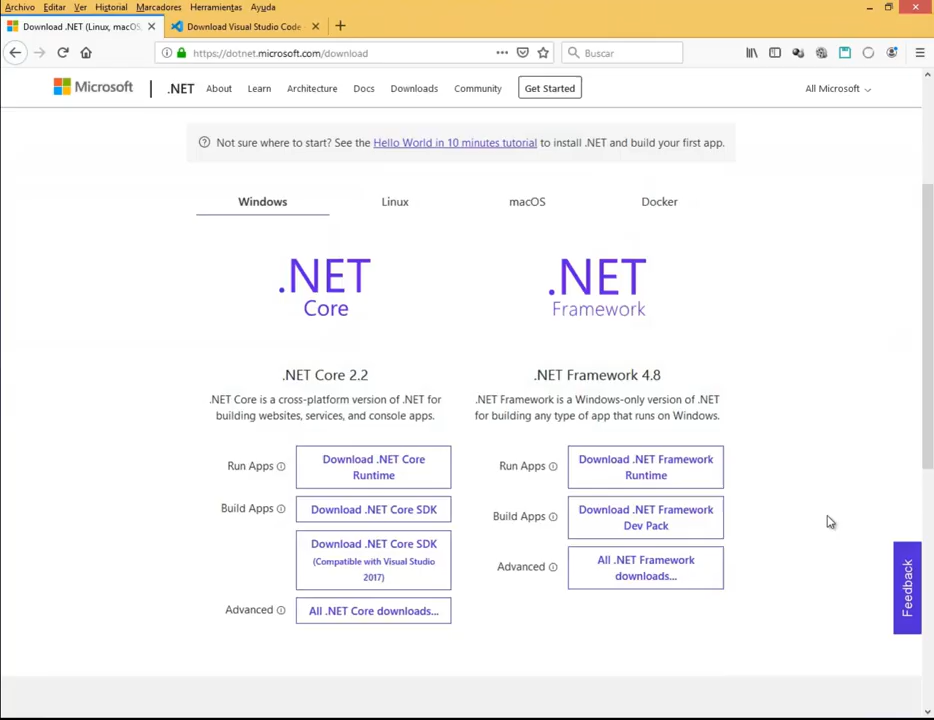 Archivo Editar Ver Historial Marcadores Herramientas Ayuda
Download .NET (Linux, macOS,
Download Visual Studio Code -
https://dotnet.microsoft.com/download
Buscar
Microsoft .NET About Learn Architecture Docs Downloads Community Get Started All Microsoft
Not sure where to start? See the Hello World in 10 minutes tutorial to install .NET and build your first app.
Windows Linux macOS Docker
.NET
Core
.NET
Framework
.NET Core 2.2
.NET Core is a cross-platform version of .NET for
building websites, services, and console apps.
Run Apps
Download .NET Core
Runtime
Build Apps
Download .NET Core SDK
Download .NET Core SDK
(Compatible with Visual Studio
2017)
Advanced
All .NET Core downloads...
.NET Framework 4.8
.NET Framework is a Windows-only version of .NET
for building any type of app that runs on Windows.
Run Apps
Download .NET Framework
Runtime
Build Apps
Download .NET Framework
Dev Pack
Advanced
All .NET Framework
downloads...
Feedback